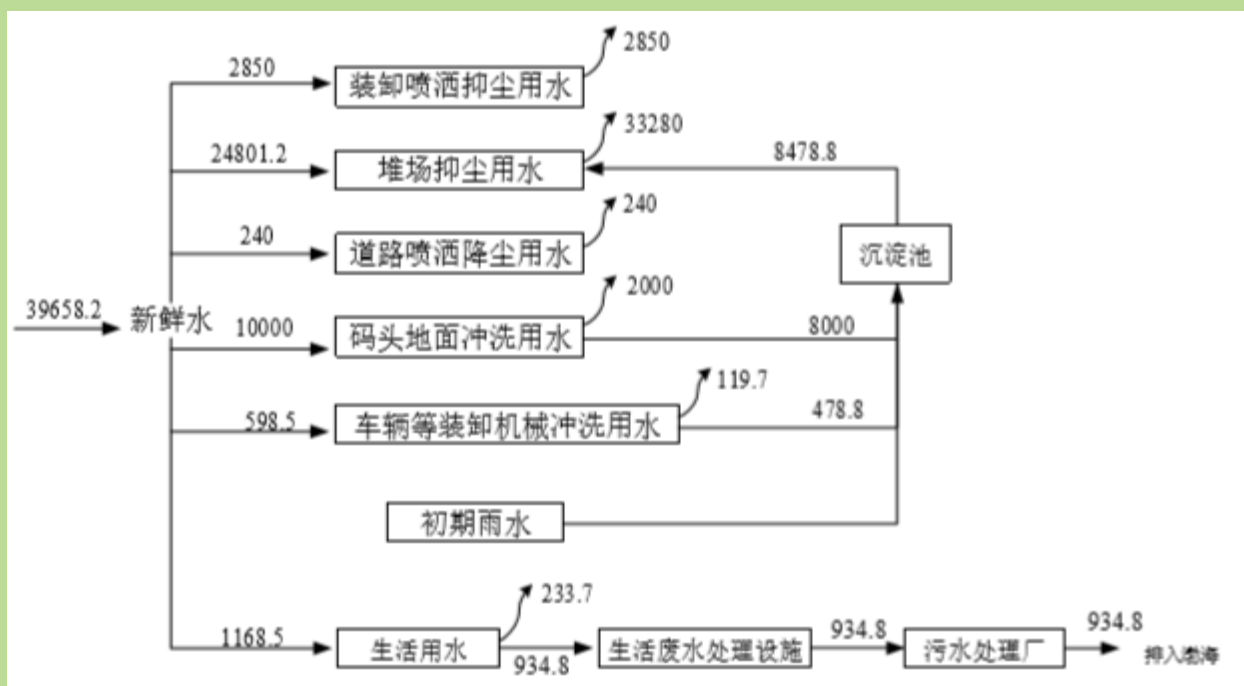 2850
2850
装卸喷洒抑尘用水
33280
24801.2
堆场抑尘用水
8478.8
240
240
道路喷洒降尘用水
沉淀池
39658.2
新鲜水
2000
10000
码头地面冲洗用水
8000
119.7
598.5
车辆等装卸机械冲洗用水
478.8
初期雨水
233.7
1168.5
生活用水
934.8
生活废水处理设施
934.8
污水处理厂
934.8
排入渤海